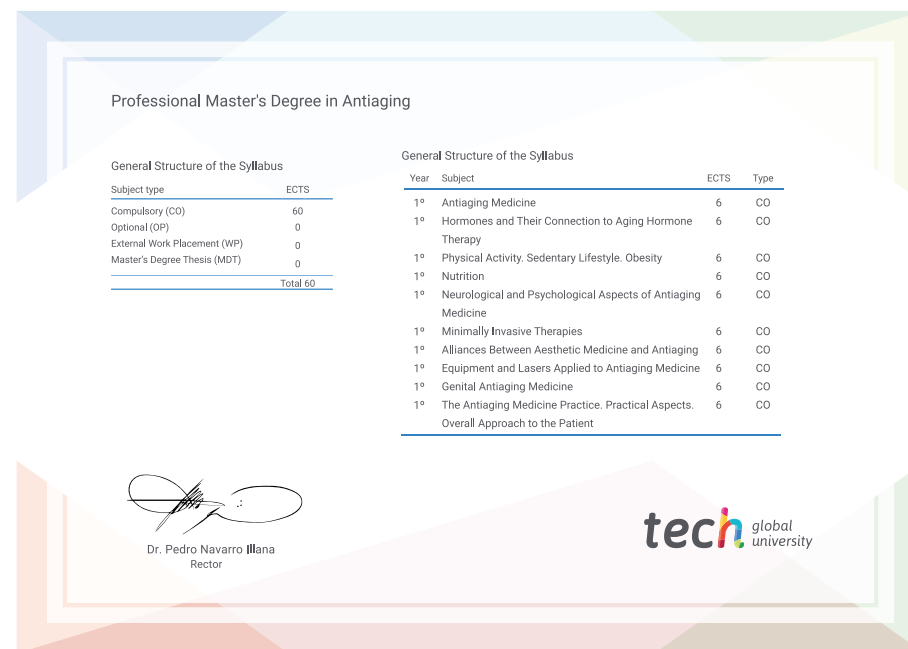 Professional Master's Degree in Antiaging
General Structure of the Syllabus
Subject type ECTS
Compulsory (CO) 60
Optional (OP) 0
External Work Placement (WP) 0
Master's Degree Thesis (MDT) 0
Total 60
General Structure of the Syllabus
Year Subject ECTS Type
1º Antiaging Medicine 6 CO
1º Hormones and Their Connection to Aging Hormone 6 CO
Therapy
1º Physical Activity. Sedentary Lifestyle. Obesity 6 CO
1º Nutrition 6 CO
1º Neurological and Psychological Aspects of Antiaging 6 CO
Medicine
1º Minimally Invasive Therapies 6 CO
1º Alliances Between Aesthetic Medicine and Antiaging 6 CO
1º Equipment and Lasers Applied to Antiaging Medicine 6 CO
1º Genital Antiaging Medicine 6 CO
1º The Antiaging Medicine Practice. Practical Aspects. 6 CO
Overall Approach to the Patient
Dr. Pedro Navarro Illana
Rector
tech global
university